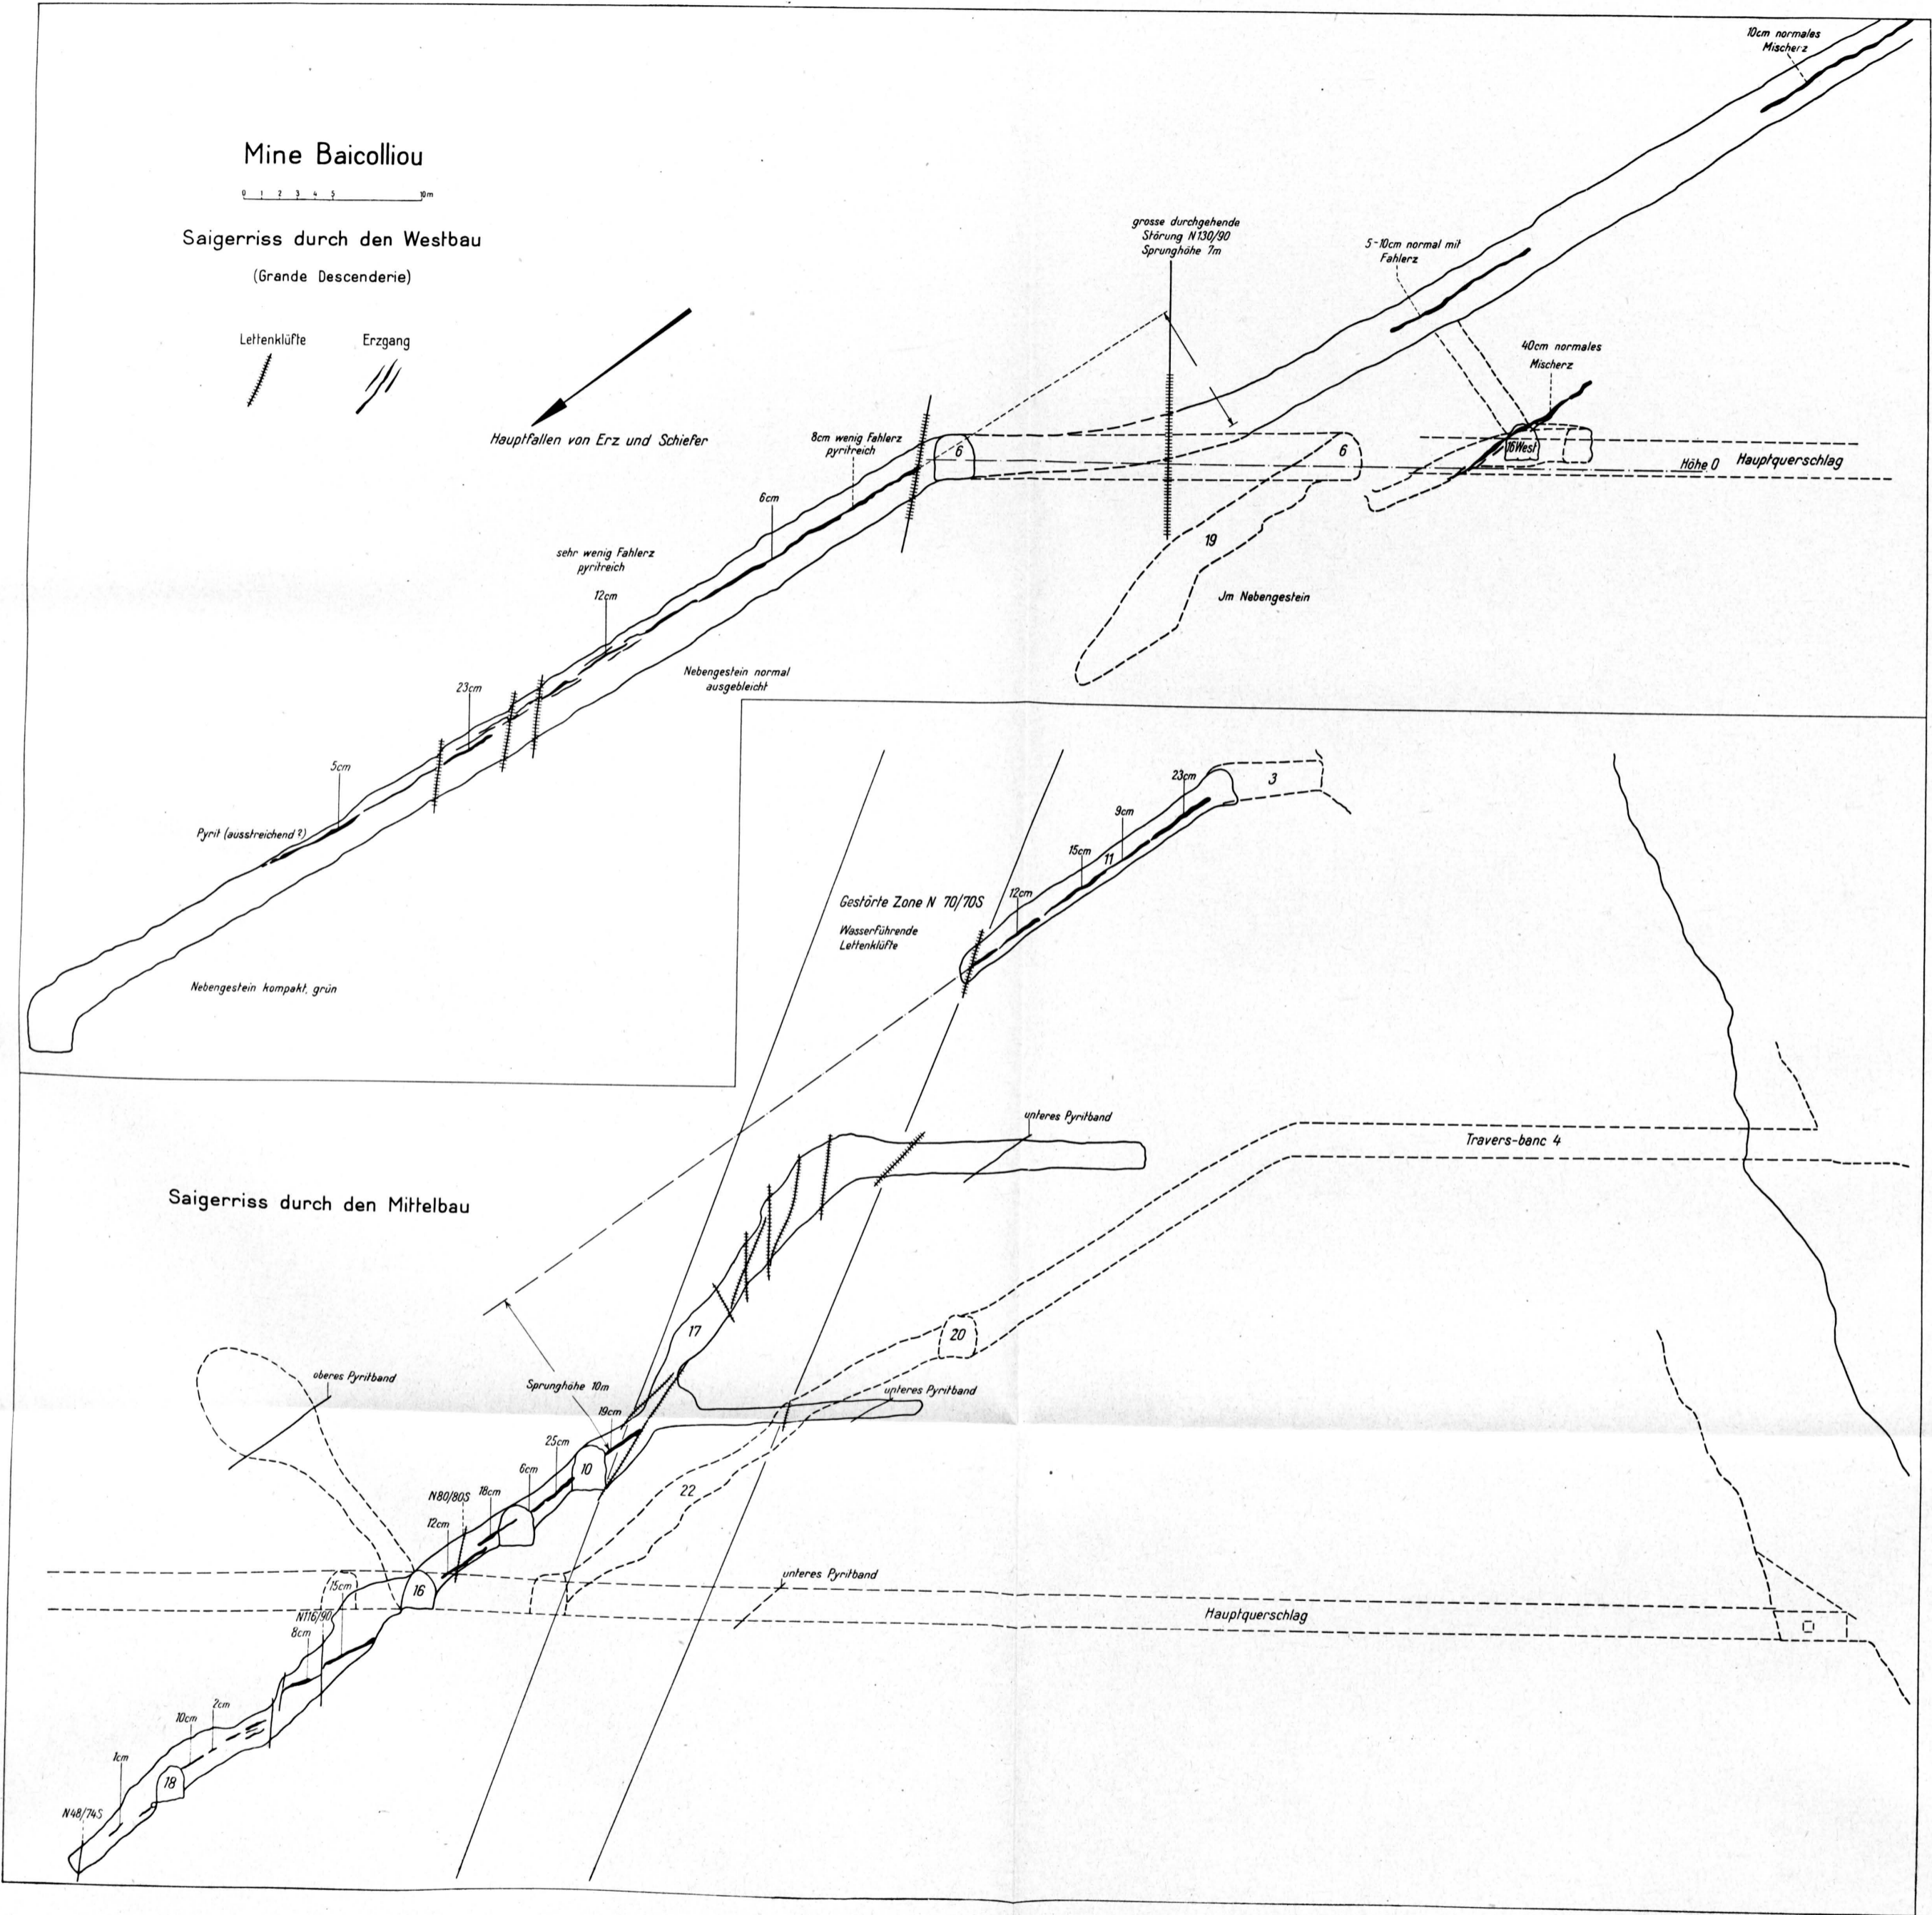 Mine Baicolliou
0 1 2 3 4 5 10m
Saigerriss durch den Westbau
(Grande Descenderie)
Lettenklüfte
Erzgang
Hauptfallen von Erz und Schiefer
10cm normales
Mischerz
grosse durchgehende
Störung N130/90
Sprunghöhe 7m
5-10cm normal mit
Fahlerz
40cm normales
Mischerz
8cm wenig Fahlerz
pyritreich
6
6
16West
Höhe 0
Hauptquerschlag
6cm
19
Jm Nebengestein
sehr wenig Fahlerz
pyritreich
12cm
Nebengestein normal
ausgebleicht
23cm
5cm
Pyrit (ausstreichend?)
Nebengestein kompakt, grün
23cm
3
9cm
15cm
11
12cm
Gestörte Zone N 70/70S
Wasserführende
Lettenklüfte
unteres Pyritband
Travers-banc 4
Saigerriss durch den Mittelbau
17
20
oberes Pyritband
Sprunghöhe 10m
unteres Pyritband
19cm
25cm
10
6cm
22
N80/80S
18cm
12cm
15cm
16
unteres Pyritband
N116/90
8cm
Hauptquerschlag
2cm
10cm
1cm
18
N48/74S